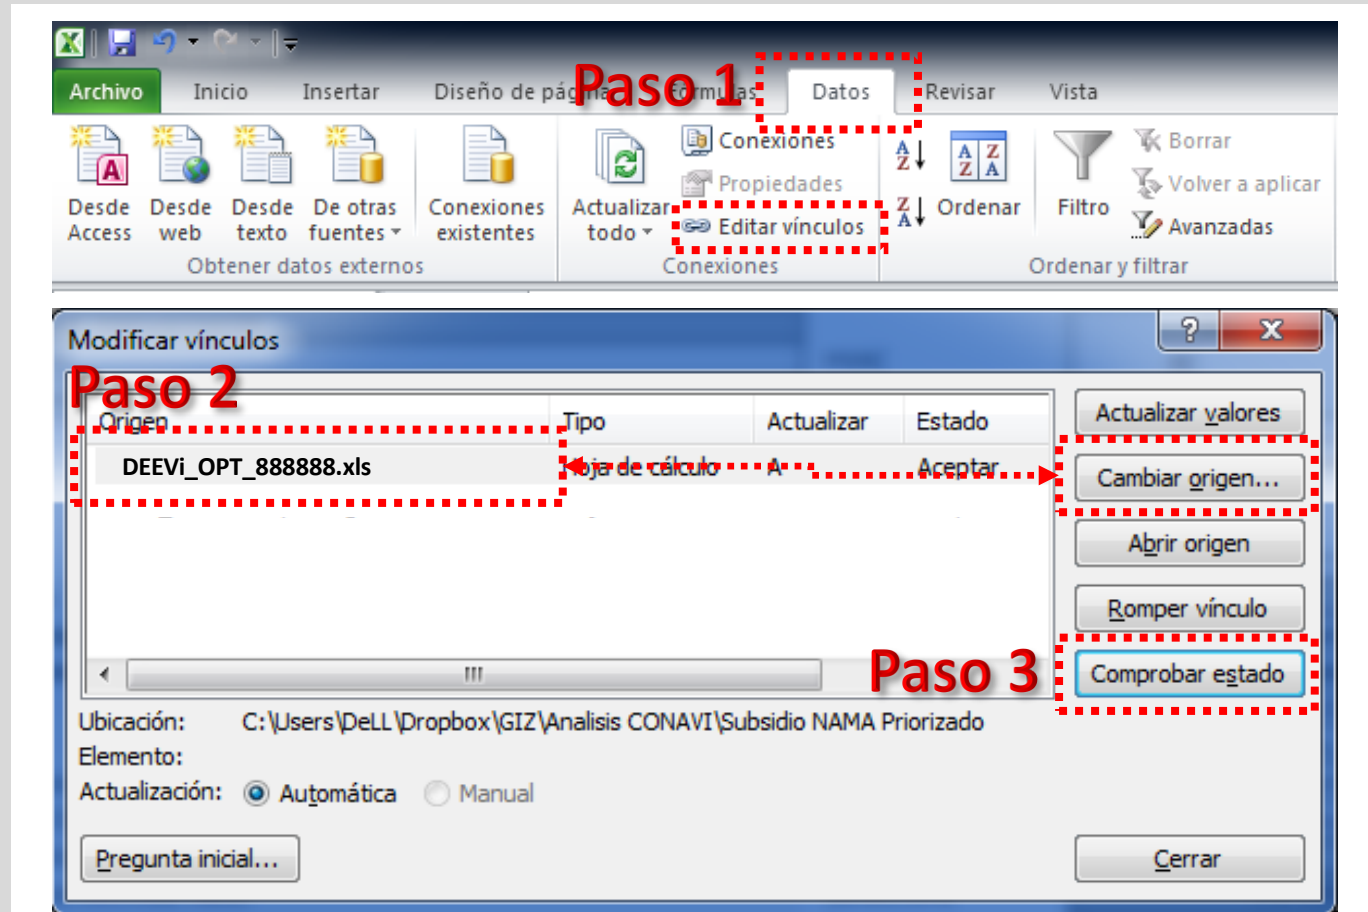 Paso 1
Archivo Inicio Insertar Diseño de página Fórmulas Datos Revisar Vista
Conexiones Borrar
Propiedades Volver a aplicar
Desde Access Desde web Desde texto De otras fuentes Conexiones existentes Actualizar todo Editar vínculos Ordenar Filtro Avanzadas
Obtener datos externos Conexiones Ordenar y filtrar
Modificar vínculos
Paso 2
Origen Tipo Actualizar Estado Actualizar valores
DEEVi_OPT_888888.xls Hoja de cálculo A Aceptar Cambiar origen...
Abrir origen
Romper vínculo
Paso 3 Comprobar estado
Ubicación: C:\Users\DeLL\Dropbox\GIZ\Analisis CONAVI\Subsidio NAMA Priorizado
Elemento:
Actualización: Automática Manual
Pregunta inicial... Cerrar